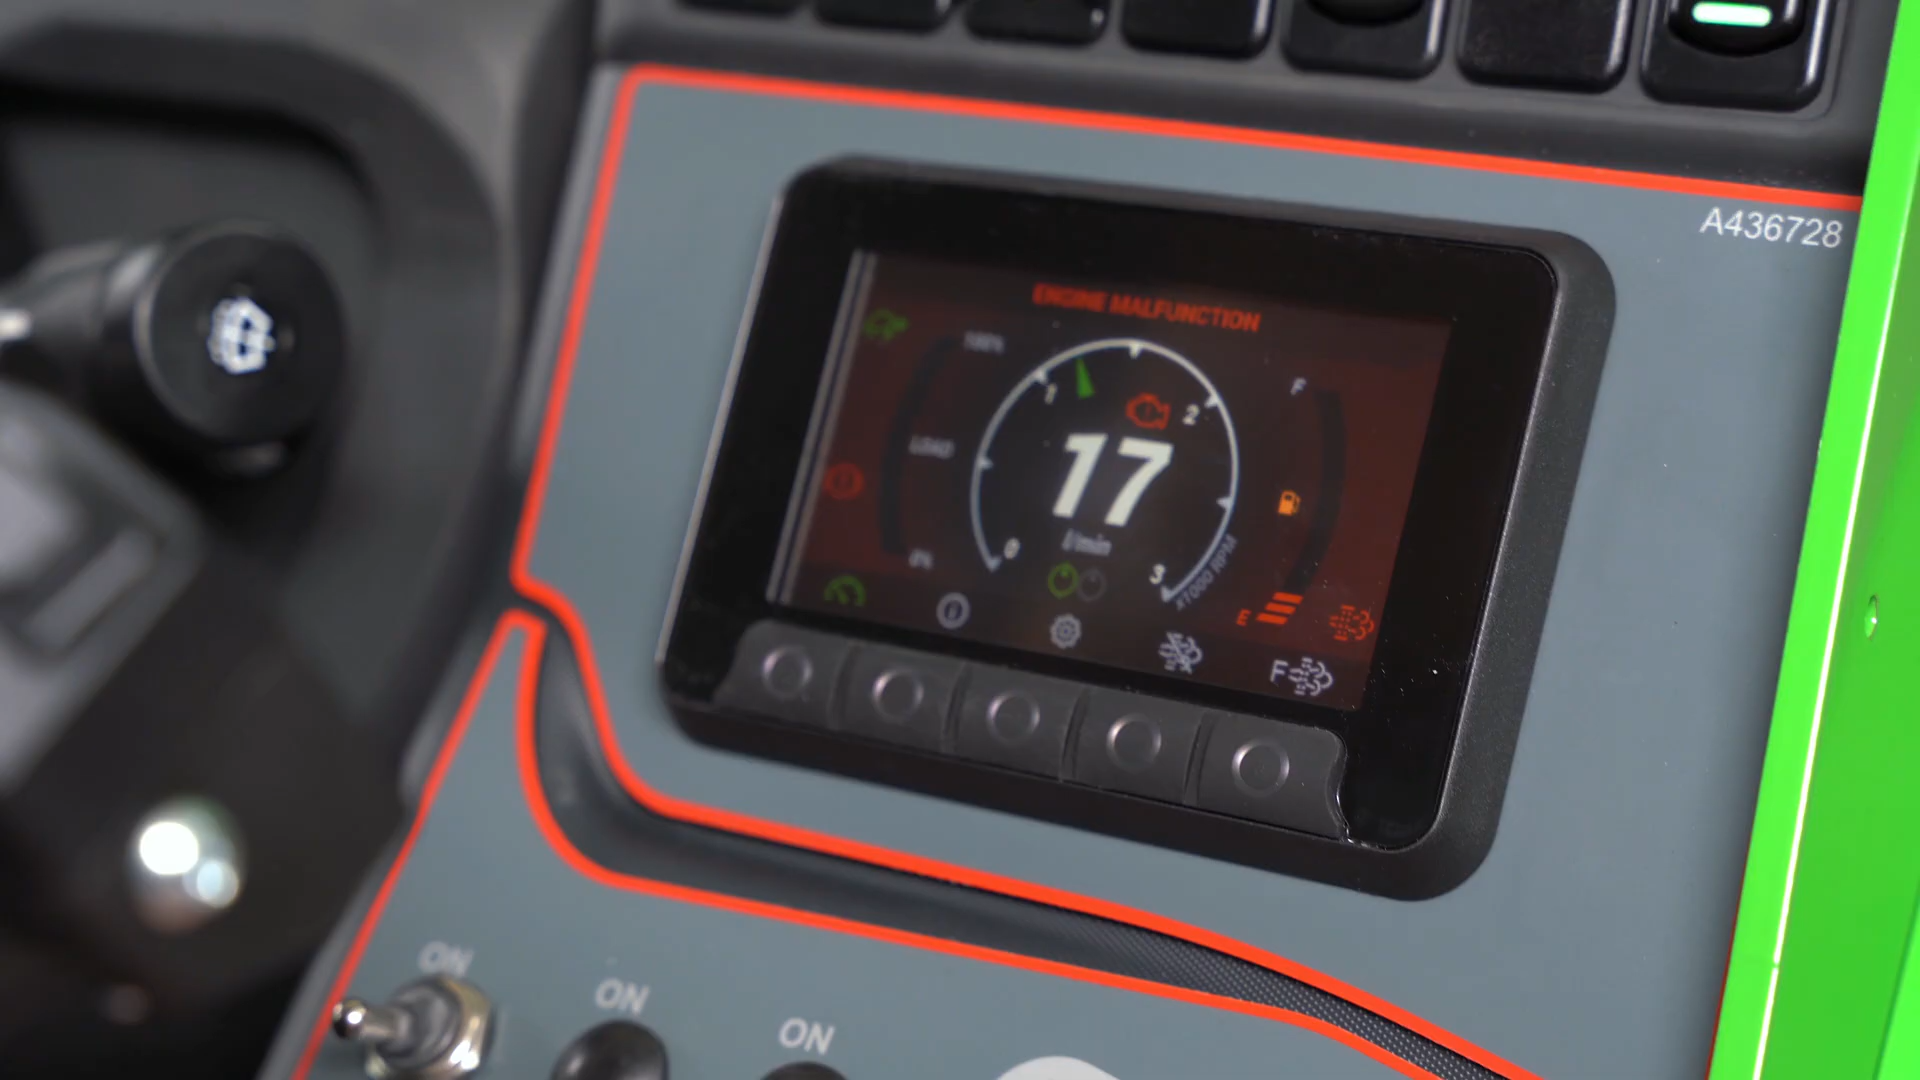 A436728
ENGINE MALFUNCTION
100%
F
1
2
LOAD
17
l/min
0%
0
3
X1000 RPM
E
F
ON
ON
ON